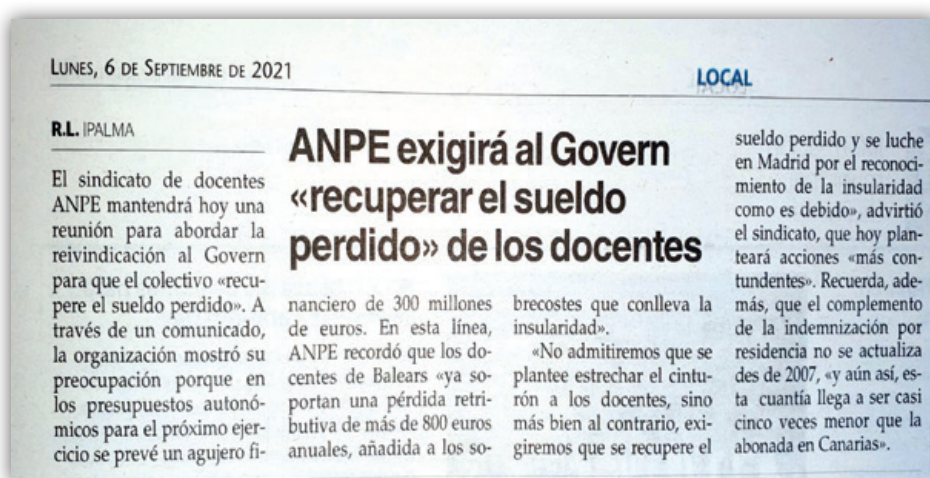 LUNES, 6 DE SEPTIEMBRE DE 2021
LOCAL
R.L. IPALMA
ANPE exigirá al Govern
«recuperar el sueldo
perdido» de los docentes
El sindicato de docentes
ANPE mantendrá hoy una
reunión para abordar la
reivindicación al Govern
para que el colectivo «recu-
pere el sueldo perdido». A
través de un comunicado,
la organización mostró su
preocupación porque en
los presupuestos autonó-
micos para el próximo ejer-
cicio se prevé un agujero fi-
nanciero de 300 millones
de euros. En esta línea,
ANPE recordó que los do-
centes de Balears «ya so-
portan una pérdida retri-
butiva de más de 800 euros
anuales, añadida a los so-
brecostes que conlleva la
insularidad».
«No admitiremos que se
plantee estrechar el cintu-
rón a los docentes, sino
más bien al contrario, exi-
giremos que se recupere el
sueldo perdido y se luche
en Madrid por el reconoci-
miento de la insularidad
como es debido», advirtió
el sindicato, que hoy plan-
teará acciones «más con-
tundentes». Recuerda, ade-
más, que el complemento
de la indemnización por
residencia no se actualiza
des de 2007, «y aún así, es-
ta cuantía llega a ser casi
cinco veces menor que la
abonada en Canarias».